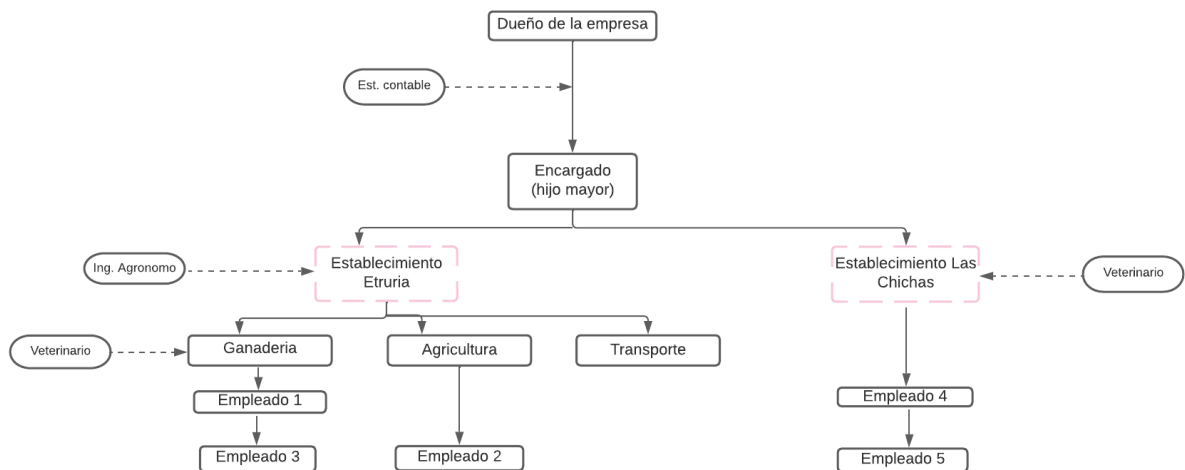 Dueño de la empresa
Est. contable
Encargado
(hijo mayor)
Ing. Agronomo
Establecimiento
Etruria
Establecimiento Las
Chichas
Veterinario
Veterinario
Ganaderia
Agricultura
Transporte
Empleado 1
Empleado 4
Empleado 3
Empleado 2
Empleado 5